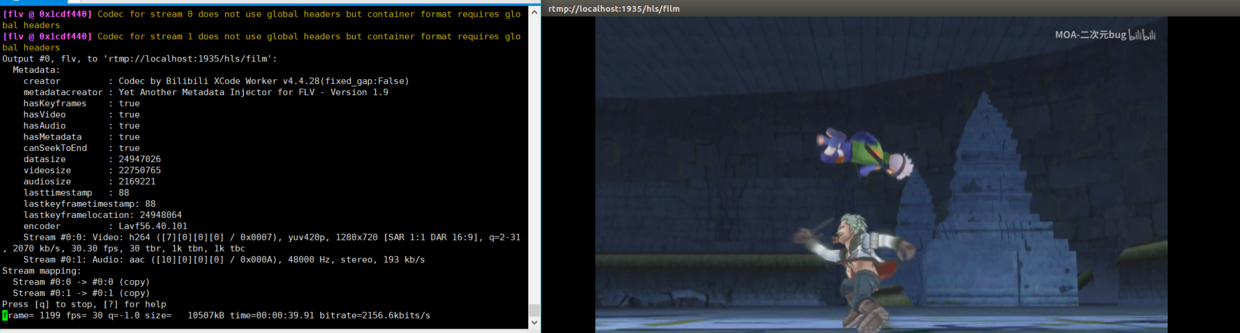 [flv @ 0x1cdf440] Codec for stream 0 does not use global headers but container format requires glo
bal headers
[flv @ 0x1cdf440] Codec for stream 1 does not use global headers but container format requires glo
bal headers
Output #0, flv, to 'rtmp://localhost:1935/hls/film':
  Metadata:
    creator         : Codec by Bilibili XCode Worker v4.4.28(fixed_gap:False)
    metadatacreator : Yet Another Metadata Injector for FLV - Version 1.9
    hasKeyframes    : true
    hasVideo        : true
    hasAudio        : true
    hasMetadata     : true
    canSeekToEnd    : true
    datasize        : 24947026
    videosize       : 22750765
    audiosize       : 2169221
    lasttimestamp   : 88
    lastkeyframetimestamp: 88
    lastkeyframelocation: 24948064
    encoder         : Lavf56.40.101
    Stream #0:0: Video: h264 ([7][0][0][0] / 0x0007), yuv420p, 1280x720 [SAR 1:1 DAR 16:9], q=2-31
, 2070 kb/s, 30.30 fps, 30 tbr, 1k tbn, 1k tbc
    Stream #0:1: Audio: aac ([10][0][0][0] / 0x000A), 48000 Hz, stereo, 193 kb/s
Stream mapping:
  Stream #0:0 -> #0:0 (copy)
  Stream #0:1 -> #0:1 (copy)
Press [q] to stop, [?] for help
frame= 1199 fps= 30 q=-1.0 size=   10507kB time=00:00:39.91 bitrate=2156.6kbits/s
rtmp://localhost:1935/hls/film
MOA-二次元bug bilibili